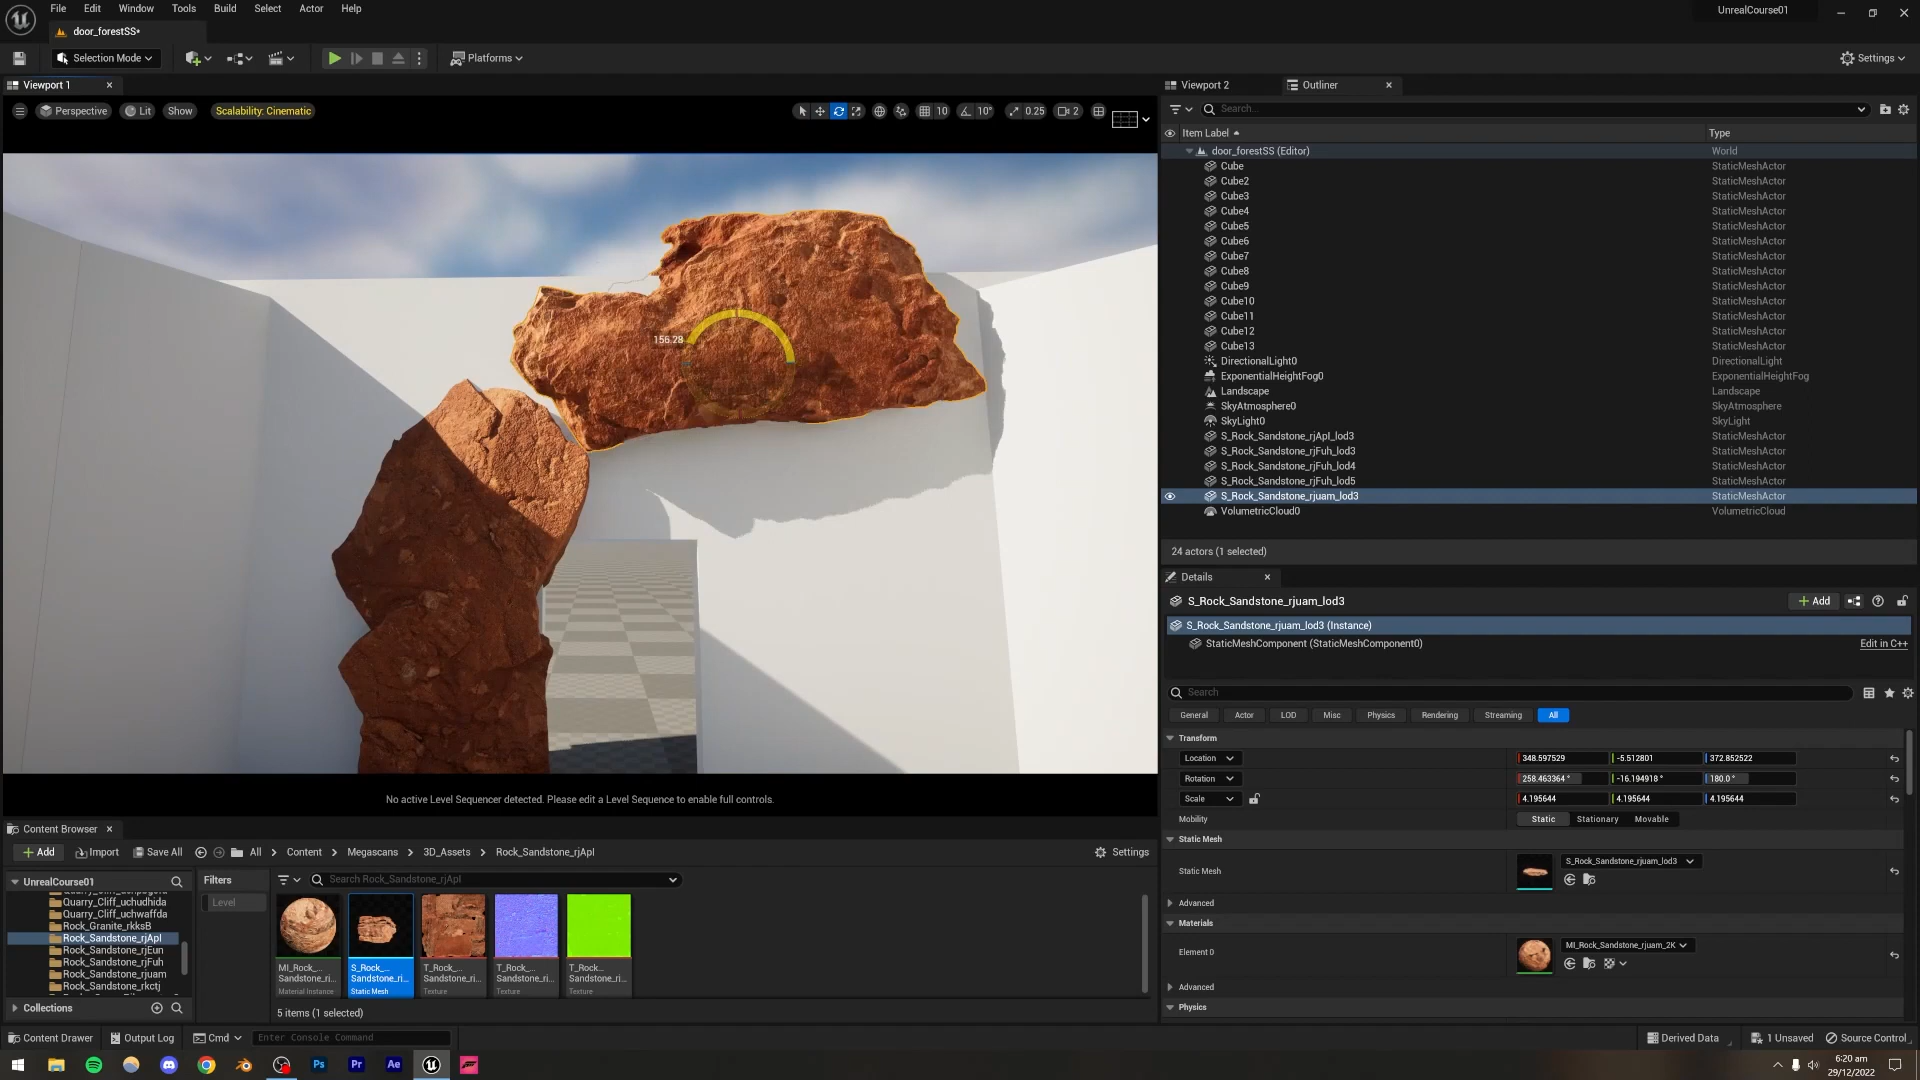 File Edit Window Tools Build Select Actor Help
UnrealCourse01
door_forestSS*
Selection Mode
Platforms
Settings
Viewport 1
Viewport 2
Outliner
Perspective
Lit
Show
Scalability: Cinematic
10
10°
0.25
2
Search...
Item Label
Type
door_forestSS (Editor) World
Cube StaticMeshActor
Cube2 StaticMeshActor
Cube3 StaticMeshActor
Cube4 StaticMeshActor
Cube5 StaticMeshActor
Cube6 StaticMeshActor
Cube7 StaticMeshActor
Cube8 StaticMeshActor
Cube9 StaticMeshActor
Cube10 StaticMeshActor
Cube11 StaticMeshActor
Cube12 StaticMeshActor
Cube13 StaticMeshActor
DirectionalLight0 DirectionalLight
ExponentialHeightFog0 ExponentialHeightFog
Landscape Landscape
SkyAtmosphere0 SkyAtmosphere
SkyLight0 SkyLight
S_Rock_Sandstone_rjApl_lod3 StaticMeshActor
S_Rock_Sandstone_rjFuh_lod3 StaticMeshActor
S_Rock_Sandstone_rjFuh_lod4 StaticMeshActor
S_Rock_Sandstone_rjFuh_lod5 StaticMeshActor
S_Rock_Sandstone_rjuam_lod3 StaticMeshActor
VolumetricCloud0 VolumetricCloud
156.28
24 actors (1 selected)
Details
S_Rock_Sandstone_rjuam_lod3
Add
S_Rock_Sandstone_rjuam_lod3 (Instance)
StaticMeshComponent (StaticMeshComponent0)
Edit in C++
Search
General Actor LOD Misc Physics Rendering Streaming All
Transform
Location 348.597529 -5.512801 372.852522
Rotation 258.463364 ° -16.194918 ° 180.0 °
Scale 4.195644 4.195644 4.195644
Mobility Static Stationary Movable
Static Mesh
Static Mesh S_Rock_Sandstone_rjuam_lod3
Advanced
Materials
Element 0 MI_Rock_Sandstone_rjuam_2K
Advanced
Physics
No active Level Sequencer detected. Please edit a Level Sequence to enable full controls.
Content Browser
Add
Import
Save All
All
Content
Megascans
3D_Assets
Rock_Sandstone_rjApl
Settings
UnrealCourse01
Quarry_Cliff_uchudhida
Quarry_Cliff_uchwaffda
Rock_Granite_rkksB
Rock_Sandstone_rjApl
Rock_Sandstone_rjEun
Rock_Sandstone_rjFuh
Rock_Sandstone_rjuam
Rock_Sandstone_rkctj
Collections
Filters
Level
Search Rock_Sandstone_rjApl
MI_Rock_...
Sandstone_ri...
Material Instance
S_Rock_...
Sandstone_rj...
Static Mesh
T_Rock_...
Sandstone_rj...
Texture
T_Rock_...
Sandstone_rj...
Texture
T_Rock_...
Sandstone_rj...
Texture
5 items (1 selected)
Content Drawer
Output Log
Cmd
Enter Console Command
Derived Data
1 Unsaved
Source Control
Ps
Pr
Ae
6:20 am
29/12/2022